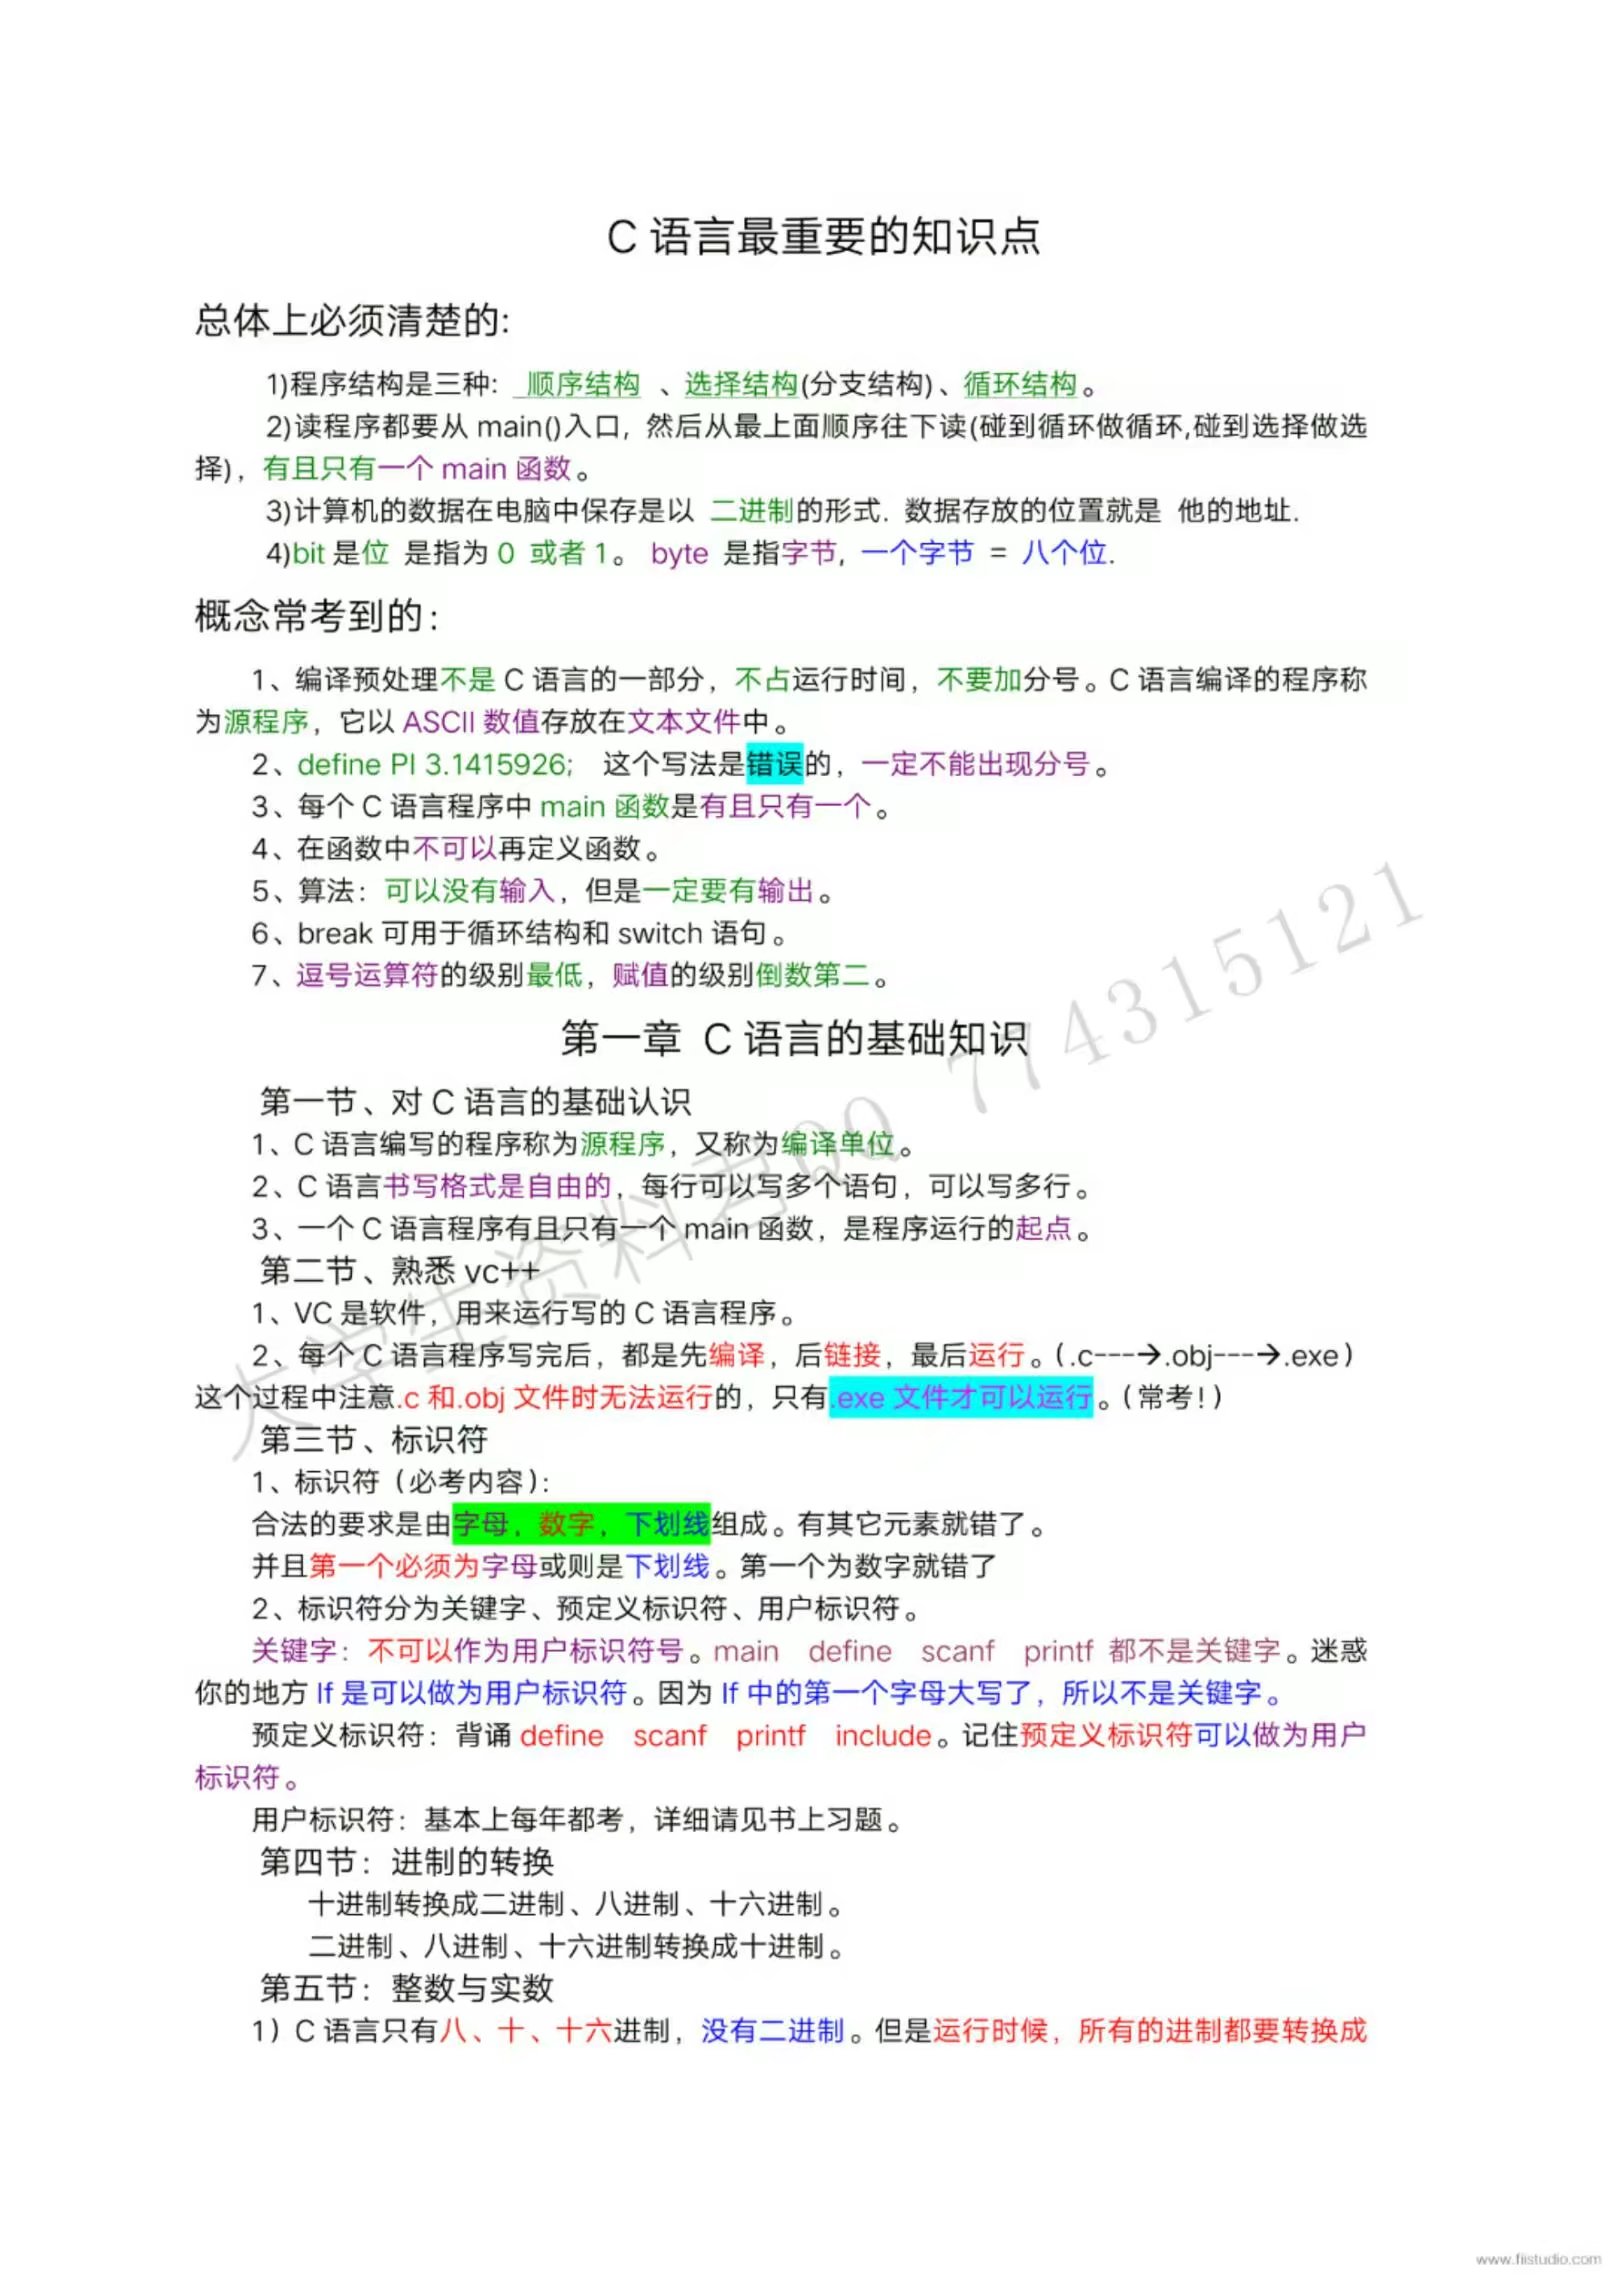 C 语言最重要的知识点
总体上必须清楚的:
1)程序结构是三种: 顺序结构 、选择结构(分支结构)、循环结构。
2)读程序都要从 main()入口, 然后从最上面顺序往下读(碰到循环做循环,碰到选择做选
择)，有且只有一个 main 函数。
3)计算机的数据在电脑中保存是以 二进制的形式. 数据存放的位置就是 他的地址.
4)bit 是位 是指为 0 或者 1。 byte 是指字节, 一个字节 = 八个位.
概念常考到的：
1、编译预处理不是 C 语言的一部分，不占运行时间，不要加分号。C 语言编译的程序称
为源程序，它以 ASCII 数值存放在文本文件中。
2、define PI 3.1415926; 这个写法是错误的，一定不能出现分号。
3、每个 C 语言程序中 main 函数是有且只有一个。
4、在函数中不可以再定义函数。
5、算法：可以没有输入，但是一定要有输出。
6、break 可用于循环结构和 switch 语句。
7、逗号运算符的级别最低，赋值的级别倒数第二。
第一章 C 语言的基础知识
第一节、对 C 语言的基础认识
1、C 语言编写的程序称为源程序，又称为编译单位。
2、C 语言书写格式是自由的，每行可以写多个语句，可以写多行。
3、一个 C 语言程序有且只有一个 main 函数，是程序运行的起点。
第二节、熟悉 vc++
1、VC 是软件，用来运行写的 C 语言程序。
2、每个 C 语言程序写完后，都是先编译，后链接，最后运行。（.c---→.obj---→.exe）
这个过程中注意.c 和.obj 文件时无法运行的，只有.exe 文件才可以运行。（常考！）
第三节、标识符
1、标识符（必考内容）：
合法的要求是由字母，数字，下划线组成。有其它元素就错了。
并且第一个必须为字母或则是下划线。第一个为数字就错了
2、标识符分为关键字、预定义标识符、用户标识符。
关键字：不可以作为用户标识符号。main define scanf printf 都不是关键字。迷惑
你的地方 If 是可以做为用户标识符。因为 If 中的第一个字母大写了，所以不是关键字。
预定义标识符：背诵 define scanf printf include。记住预定义标识符可以做为用户
标识符。
用户标识符：基本上每年都考，详细请见书上习题。
第四节：进制的转换
十进制转换成二进制、八进制、十六进制。
二进制、八进制、十六进制转换成十进制。
第五节：整数与实数
1）C 语言只有八、十、十六进制，没有二进制。但是运行时候，所有的进制都要转换成
大学生资料君QQ 774315121
www.fiistudio.com